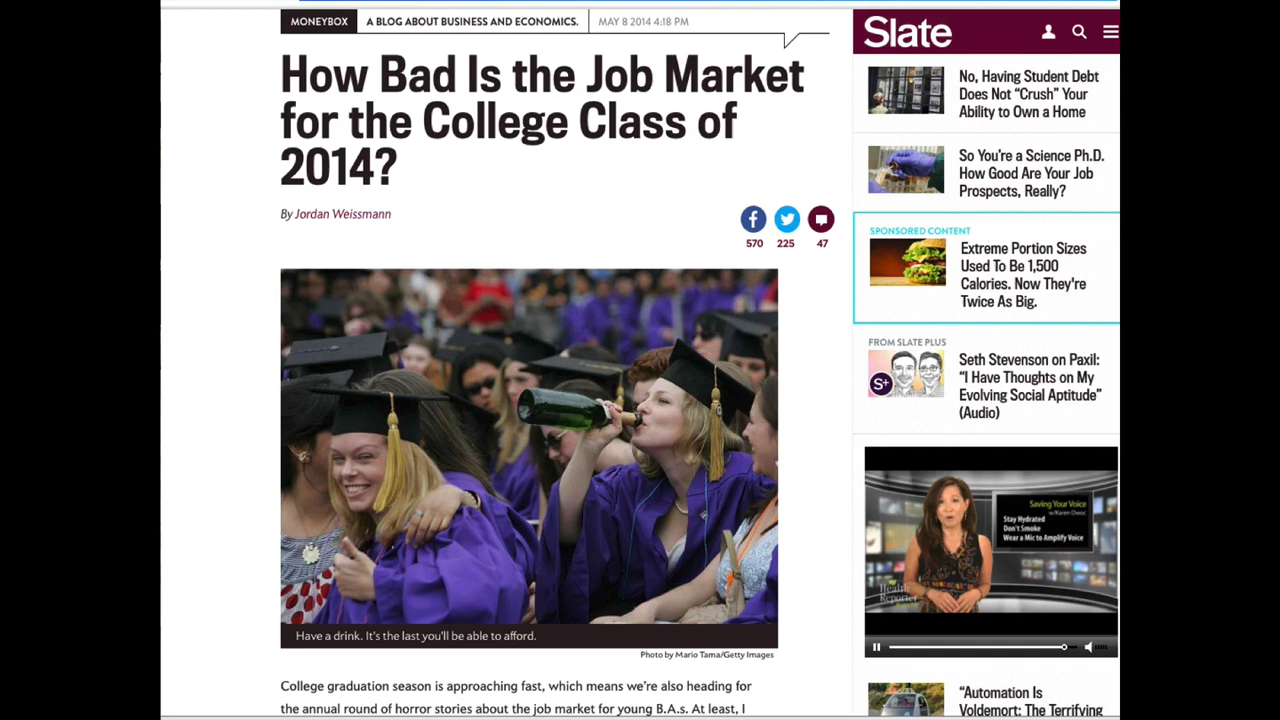 MONEYBOX
A BLOG ABOUT BUSINESS AND ECONOMICS.
MAY 8 2014 4:18 PM
How Bad Is the Job Market
for the College Class of
2014?
By Jordan Weissmann
570
225
47
Have a drink. It's the last you'll be able to afford.
Photo by Mario Tama/Getty Images
College graduation season is approaching fast, which means we're also heading for
the annual round of horror stories about the job market for young B.A.s. At least, I
Slate
No, Having Student Debt
Does Not “Crush” Your
Ability to Own a Home
So You're a Science Ph.D.
How Good Are Your Job
Prospects, Really?
SPONSORED CONTENT
Extreme Portion Sizes
Used To Be 1,500
Calories. Now They're
Twice As Big.
FROM SLATE PLUS
S+
Seth Stevenson on Paxil:
“I Have Thoughts on My
Evolving Social Aptitude”
(Audio)
Saving Your Voice
w/Karen Owoc
Stay Hydrated
Don't Smoke
Wear a Mic to Amplify Voice
The
Health
Reporter
“Automation Is
Voldemort: The Terrifying